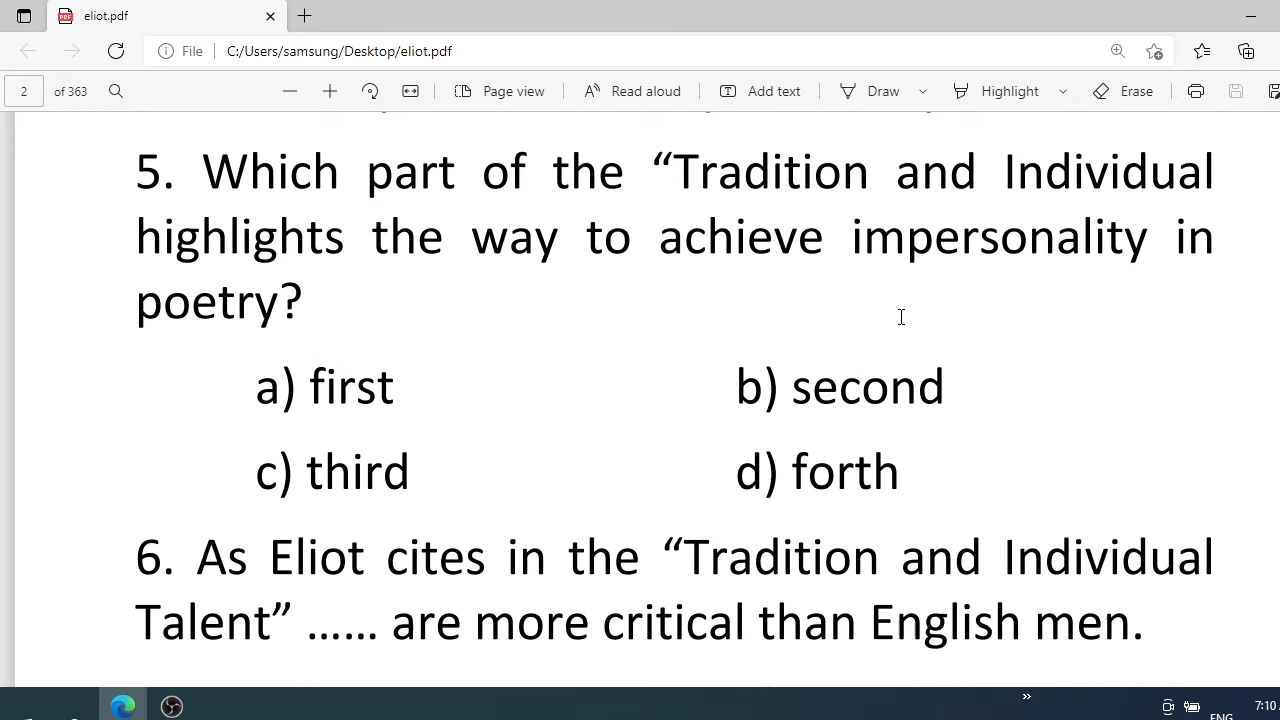 eliot.pdf
File C:/Users/samsung/Desktop/eliot.pdf
2 of 363 Page view Read aloud Add text Draw Highlight Erase
5. Which part of the “Tradition and Individual
highlights the way to achieve impersonality in
poetry?
a) first b) second
c) third d) forth
6. As Eliot cites in the “Tradition and Individual
Talent” …… are more critical than English men.
ENG 7:10